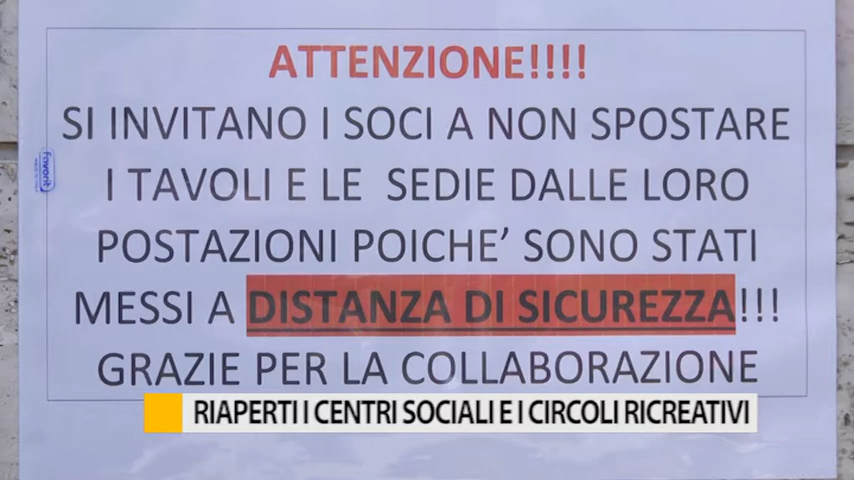 ATTENZIONE!!!!
SI INVITANO I SOCI A NON SPOSTARE
I TAVOLI E LE SEDIE DALLE LORO
favorit
POSTAZIONI POICHE’ SONO STATI
MESSI A DISTANZA DI SICUREZZA!!!
GRAZIE PER LA COLLABORAZIONE
RIAPERTI I CENTRI SOCIALI E I CIRCOLI RICREATIVI